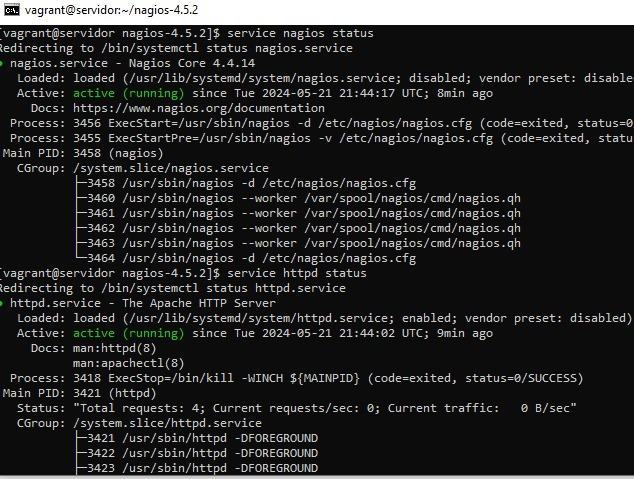 vagrant@servidor:~/nagios-4.5.2
[vagrant@servidor nagios-4.5.2]$ service nagios status
Redirecting to /bin/systemctl status nagios.service
● nagios.service - Nagios Core 4.4.14
Loaded: loaded (/usr/lib/systemd/system/nagios.service; disabled; vendor preset: disable
Active: active (running) since Tue 2024-05-21 21:44:17 UTC; 8min ago
Docs: https://www.nagios.org/documentation
Process: 3456 ExecStart=/usr/sbin/nagios -d /etc/nagios/nagios.cfg (code=exited, status=0
Process: 3455 ExecStartPre=/usr/sbin/nagios -v /etc/nagios/nagios.cfg (code=exited, statu
Main PID: 3458 (nagios)
CGroup: /system.slice/nagios.service
├─3458 /usr/sbin/nagios -d /etc/nagios/nagios.cfg
├─3460 /usr/sbin/nagios --worker /var/spool/nagios/cmd/nagios.qh
├─3461 /usr/sbin/nagios --worker /var/spool/nagios/cmd/nagios.qh
├─3462 /usr/sbin/nagios --worker /var/spool/nagios/cmd/nagios.qh
├─3463 /usr/sbin/nagios --worker /var/spool/nagios/cmd/nagios.qh
└─3464 /usr/sbin/nagios -d /etc/nagios/nagios.cfg
[vagrant@servidor nagios-4.5.2]$ service httpd status
Redirecting to /bin/systemctl status httpd.service
● httpd.service - The Apache HTTP Server
Loaded: loaded (/usr/lib/systemd/system/httpd.service; enabled; vendor preset: disabled)
Active: active (running) since Tue 2024-05-21 21:44:02 UTC; 9min ago
Docs: man:httpd(8)
man:apachectl(8)
Process: 3418 ExecStop=/bin/kill -WINCH ${MAINPID} (code=exited, status=0/SUCCESS)
Main PID: 3421 (httpd)
Status: "Total requests: 4; Current requests/sec: 0; Current traffic:   0 B/sec"
CGroup: /system.slice/httpd.service
├─3421 /usr/sbin/httpd -DFOREGROUND
├─3422 /usr/sbin/httpd -DFOREGROUND
├─3423 /usr/sbin/httpd -DFOREGROUND